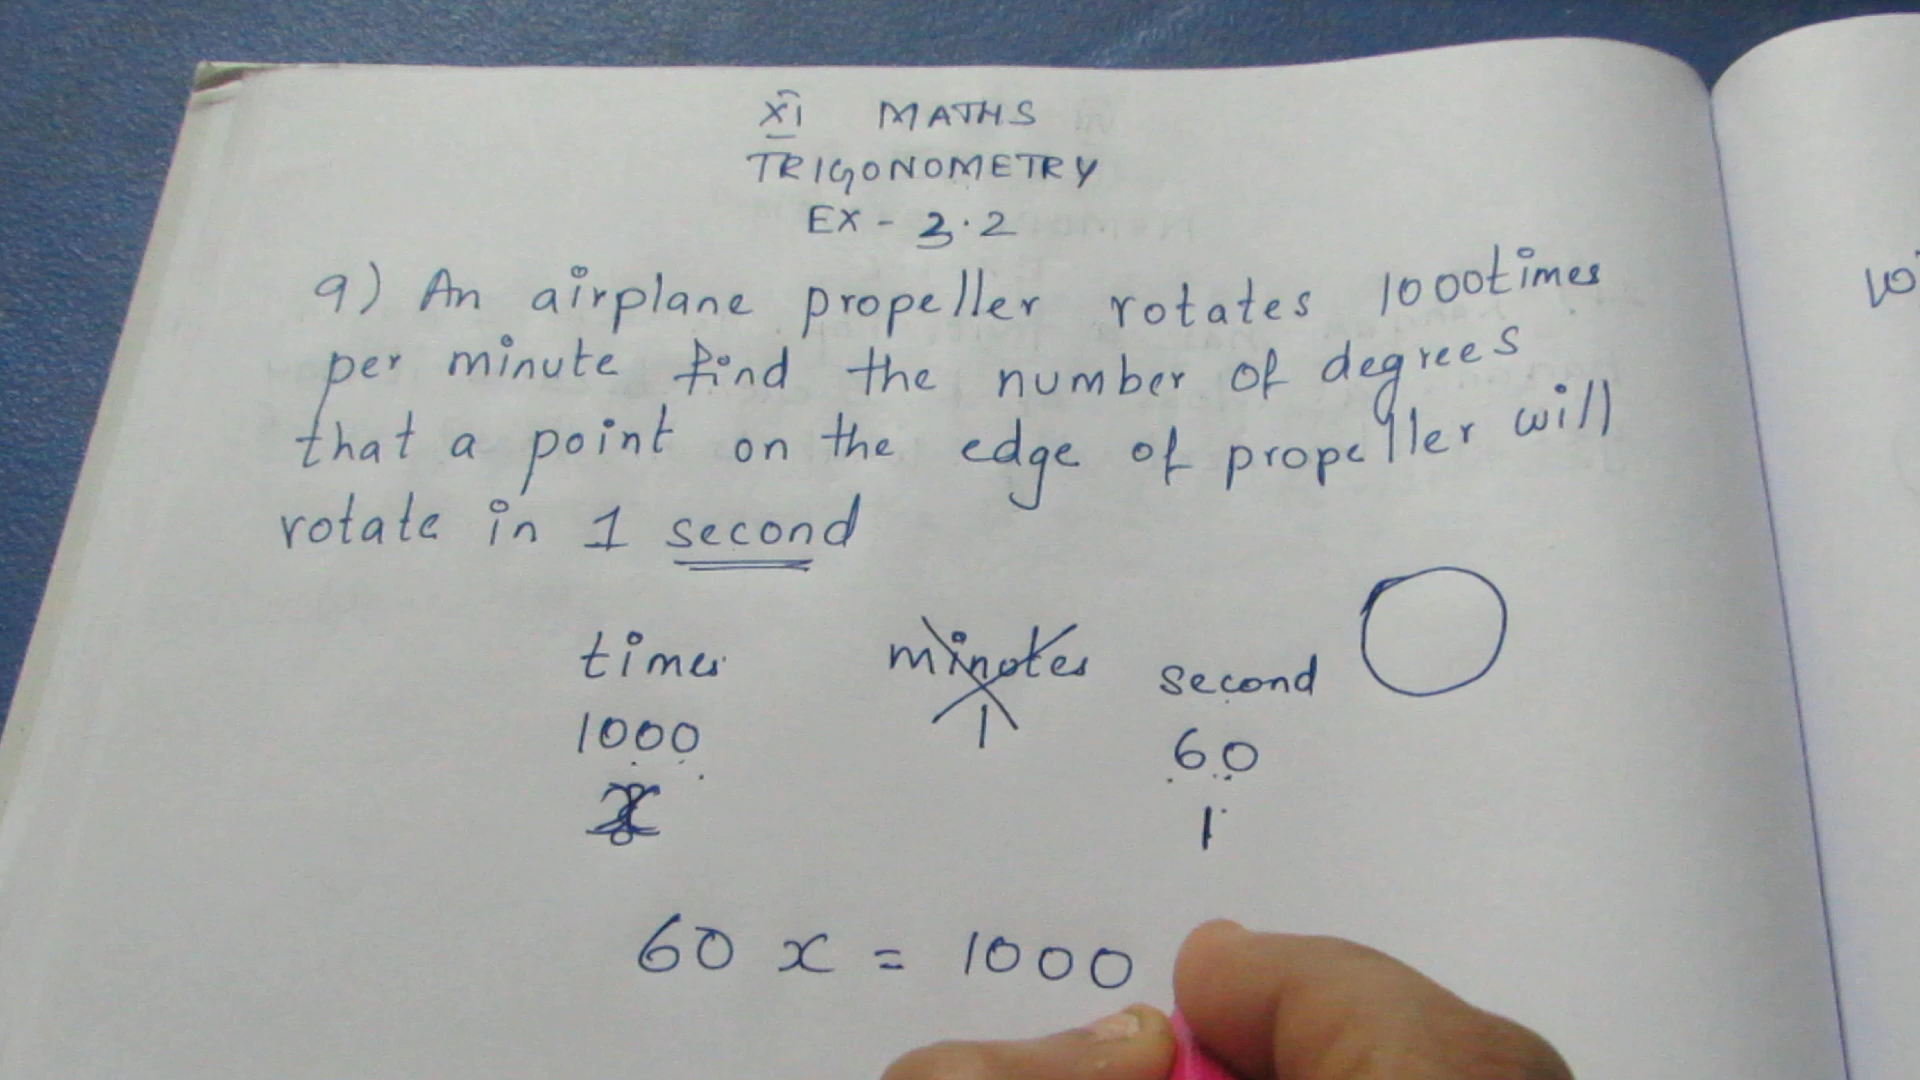 XI MATHS
TRIGONOMETRY
EX - 3.2
9) An airplane propeller rotates 1000times
per minute find the number of degrees
that a point on the edge of propeller will
rotate in 1 second
times minutes second
1000 1 60
x 1
60 x = 1000
10